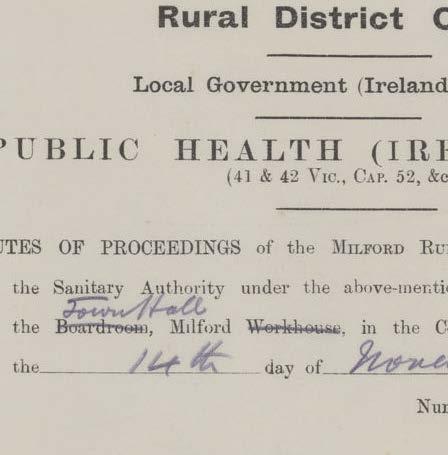 Rural District C
Local Government (Ireland
PUBLIC HEALTH (IRE
(41 & 42 Vic., Cap. 52, &c
UTES OF PROCEEDINGS of the Milford Ru
the Sanitary Authority under the above-mentio
Town Hall
the Boardroom, Milford Workhouse, in the C
the 14th day of Nove
Nu